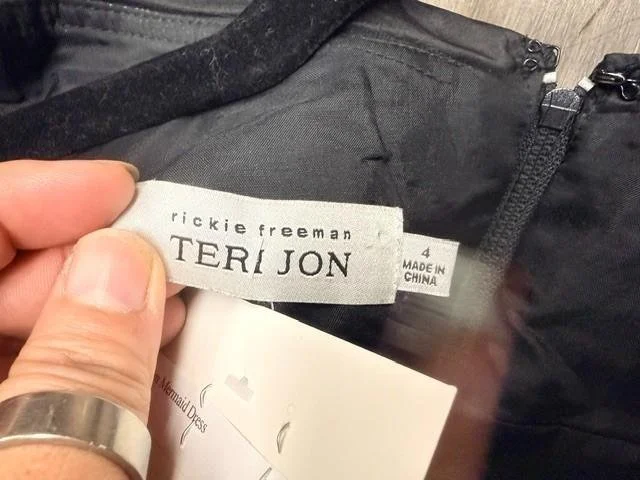 rickie freeman
TERI JON
4
MADE IN
CHINA
Mermaid Dress